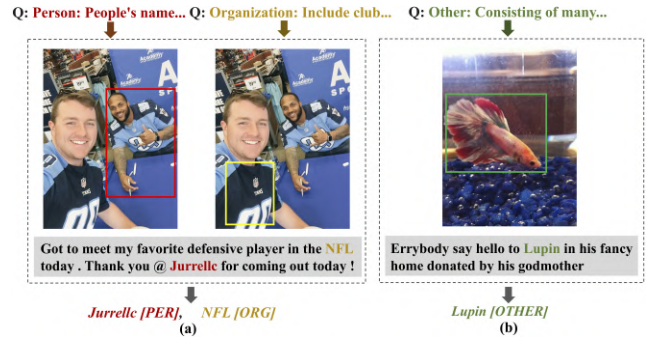 Q: Person: People's name...
Q: Organization: Include club...
Q: Other: Consisting of many...
Academy
Academy
Got to meet my favorite defensive player in the NFL
today . Thank you @ Jurrellc for coming out today !
Errybody say hello to Lupin in his fancy
home donated by his godmother
Jurrellc [PER], NFL [ORG]
Lupin [OTHER]
(a)
(b)